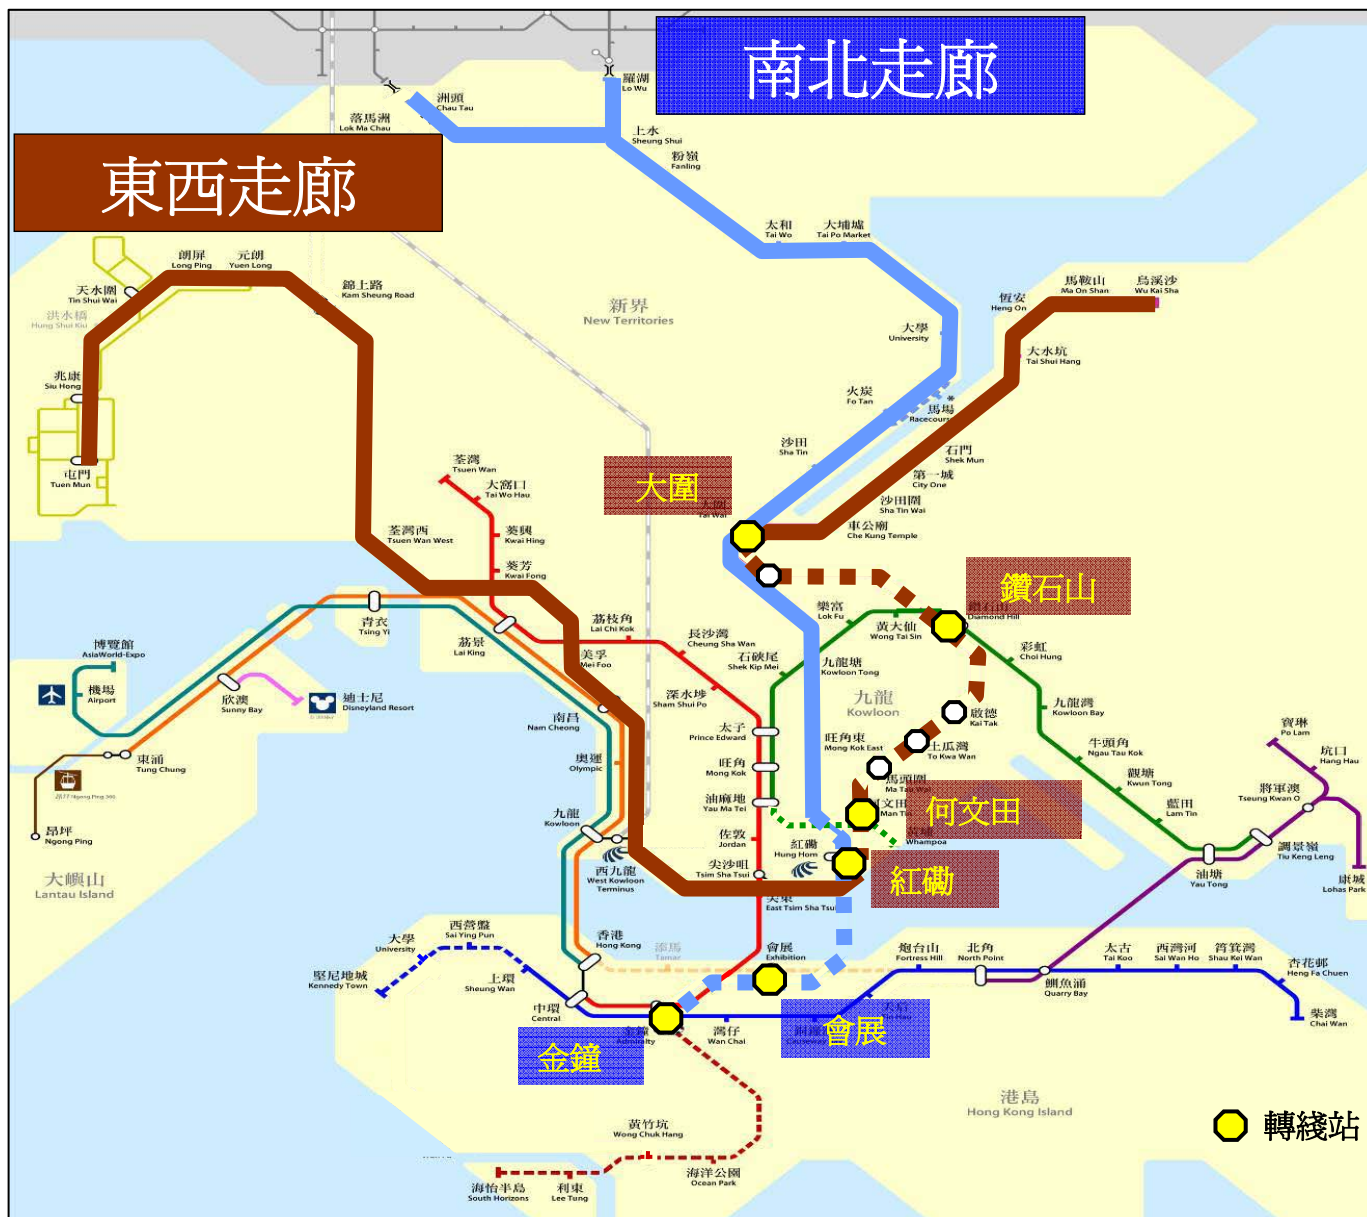 南北走廊
羅湖
Lo Wu
洲頭
Chau Tau
落馬洲
Lok Ma Chau
上水
Sheung Shui
粉嶺
Fanling
東西走廊
太和
Tai Wo
大埔墟
Tai Po Market
朗屏
Long Ping
元朗
Yuen Long
錦上路
Kam Sheung Road
天水圍
Tin Shui Wai
洪水橋
Hung Shui Kiu
新界
New Territories
馬鞍山
Ma On Shan
烏溪沙
Wu Kai Sha
恆安
Heng On
大學
University
大水坑
Tai Shui Hang
兆康
Siu Hong
火炭
Fo Tan
馬場
Racecourse
*
沙田
Sha Tin
石門
Shek Mun
第一城
City One
屯門
Tuen Mun
荃灣
Tsuen Wan
大窩口
Tai Wo Hau
大圍
Tai Wai
沙田圍
Sha Tin Wai
車公廟
Che Kung Temple
荃灣西
Tsuen Wan West
葵興
Kwai Hing
葵芳
Kwai Fong
鑽石山
鑽石山
Diamond Hill
樂富
Lok Fu
黃大仙
Wong Tai Sin
彩虹
Choi Hung
青衣
Tsing Yi
荔景
Lai King
荔枝角
Lai Chi Kok
長沙灣
Cheung Sha Wan
石硤尾
Shek Kip Mei
九龍塘
Kowloon Tong
美孚
Mei Foo
博覽館
AsiaWorld-Expo
機場
Airport
欣澳
Sunny Bay
迪士尼
Disneyland Resort
深水埗
Sham Shui Po
南昌
Nam Cheong
九龍
Kowloon
九龍灣
Kowloon Bay
啟德
Kai Tak
太子
Prince Edward
旺角東
Mong Kok East
土瓜灣
To Kwa Wan
牛頭角
Ngau Tau Kok
寶琳
Po Lam
坑口
Hang Hau
東涌
Tung Chung
奧運
Olympic
旺角
Mong Kok
馬頭圍
Ma Tau Wai
觀塘
Kwun Tong
將軍澳
Tseung Kwan O
Ngong Ping 360
油麻地
Yau Ma Tei
何文田
Man Tin
藍田
Lam Tin
昂坪
Ngong Ping
九龍
Kowloon
佐敦
Jordan
紅磡
Hung Hom
Whampoa
調景嶺
Tiu Keng Leng
西九龍
West Kowloon
Terminus
尖沙咀
Tsim Sha Tsui
紅磡
油塘
Yau Tong
康城
Lohas Park
大嶼山
Lantau Island
尖東
East Tsim Sha Tsui
西營盤
Sai Ying Pun
大學
University
香港
Hong Kong
添馬
Tamar
會展
Exhibition
炮台山
Fortress Hill
北角
North Point
太古
Tai Koo
西灣河
Sai Wan Ho
筲箕灣
Shau Kei Wan
杏花邨
Heng Fa Chuen
堅尼地城
Kennedy Town
上環
Sheung Wan
鰂魚涌
Quarry Bay
中環
Central
金鐘
Admiralty
灣仔
Wan Chai
會展
柴灣
Chai Wan
港島
Hong Kong Island
轉綫站
黃竹坑
Wong Chuk Hang
海洋公園
Ocean Park
海怡半島
South Horizons
利東
Lee Tung